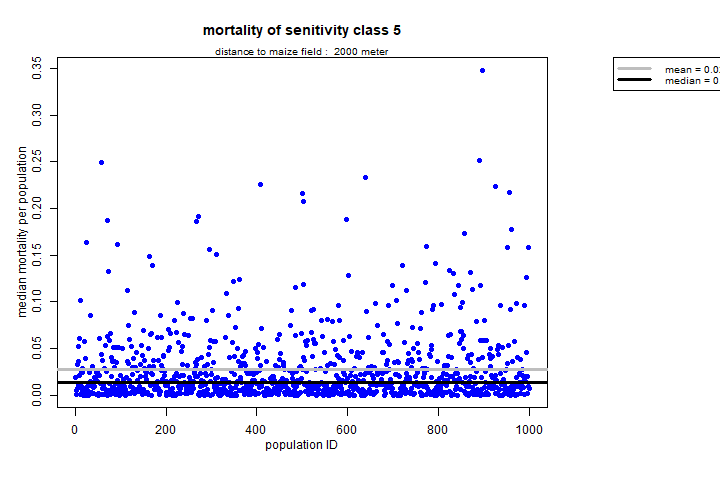 mortality of senitivity class 5
distance to maize field : 2000 meter
median mortality per population
0.35
0.30
0.25
0.20
0.15
0.10
0.05
0.00
0
200
400
600
800
1000
population ID
mean = 0.0
median = 0